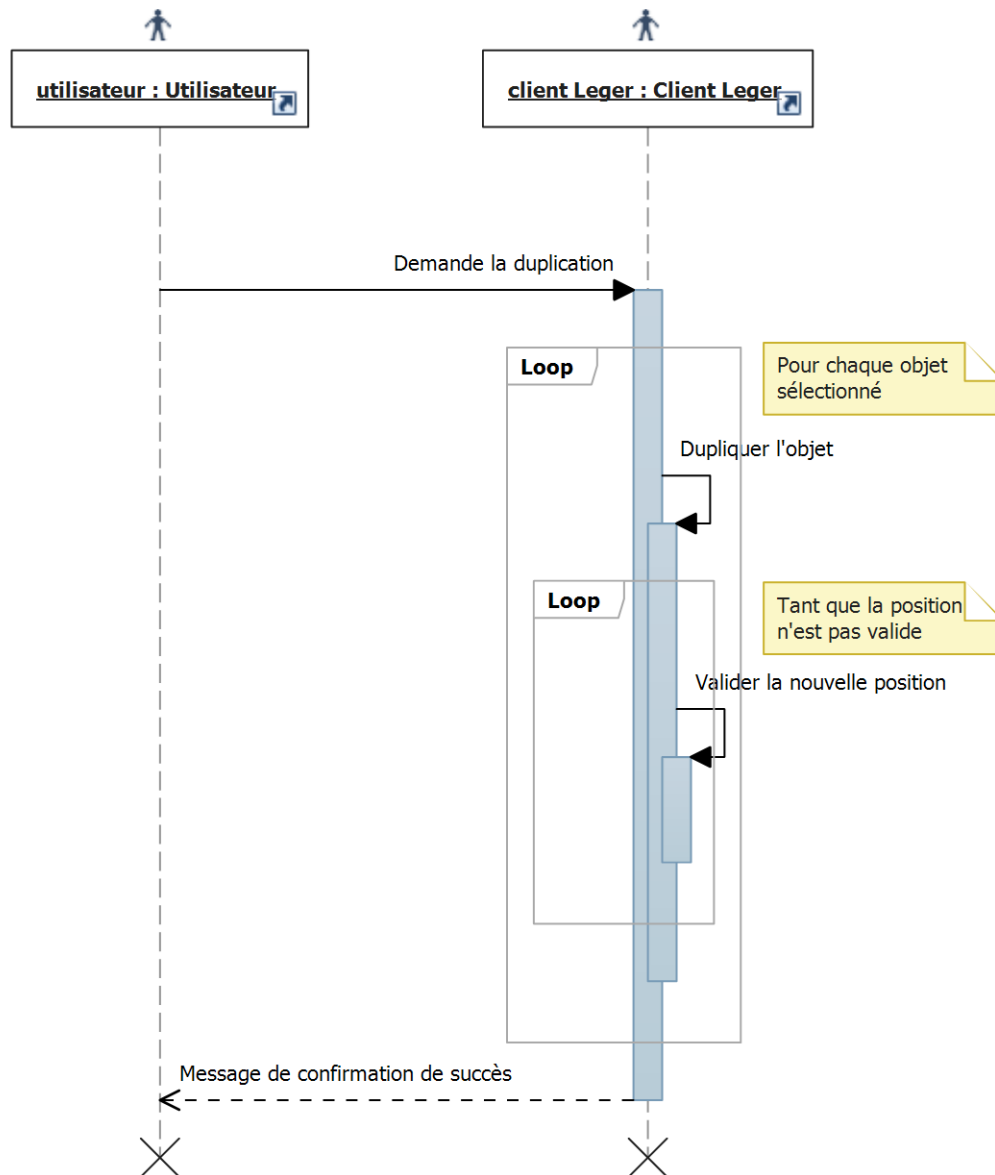 utilisateur : Utilisateur
client Leger : Client Leger
Demande la duplication
Loop
Pour chaque objet
sélectionné
Dupliquer l'objet
Loop
Tant que la position
n'est pas valide
Valider la nouvelle position
Message de confirmation de succès